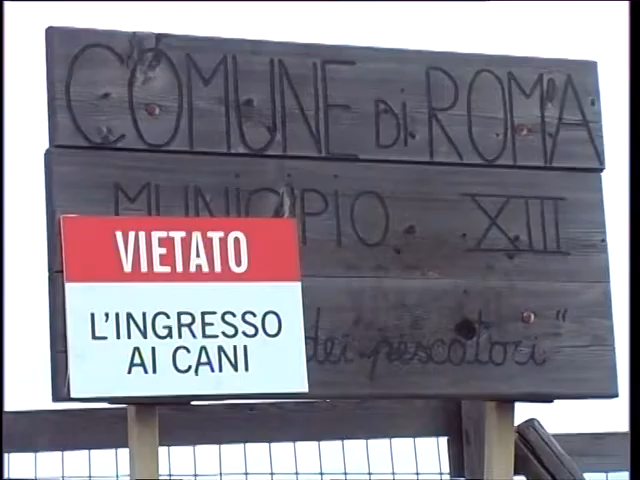 COMUNE DI ROMA
MUNICIPIO XIII
VIETATO
L'INGRESSO
AI CANI
dei pescatori"